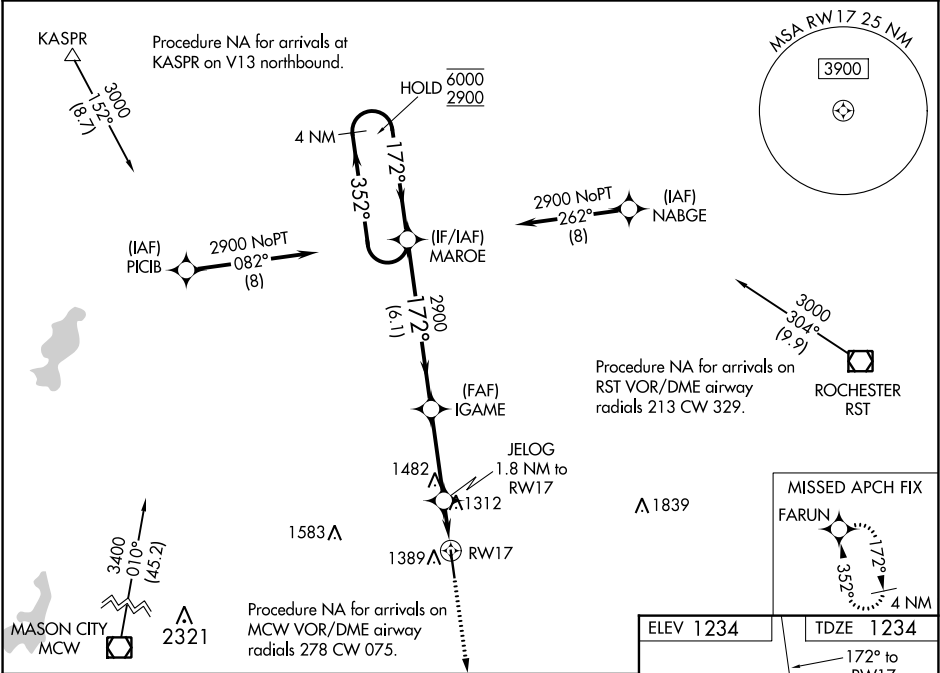 KASPR
3000
152°
(8.7)
Procedure NA for arrivals at
KASPR on V13 northbound.
HOLD 6000
2900
4 NM
172°
352°
MSA RW17 25 NM
3900
(IAF)
PICIB
2900 NoPT
082°
(8)
(IF/IAF)
MAROE
2900 NoPT
262°
(8)
(IAF)
NABGE
2900
172°
(6.1)
3000
304°
(9.9)
ROCHESTER
RST
Procedure NA for arrivals on
RST VOR/DME airway
radials 213 CW 329.
(FAF)
IGAME
JELOG
1.8 NM to
RW17
1482
1312
1839
1583
1389
RW17
3400
010°
(45.2)
MASON CITY
MCW
2321
Procedure NA for arrivals on
MCW VOR/DME airway
radials 278 CW 075.
MISSED APCH FIX
FARUN
172°
352°
4 NM
ELEV 1234
TDZE 1234
172° to
RW17